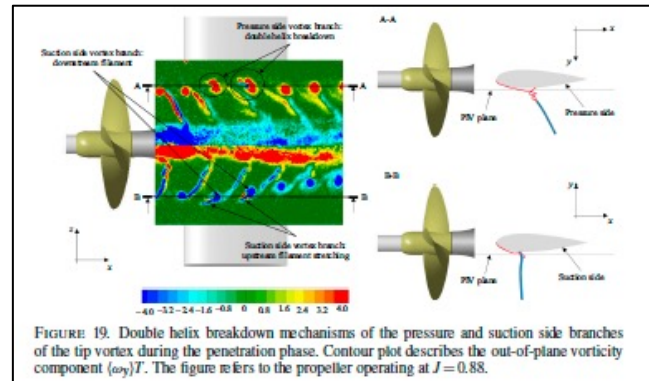 Pressure side vortex branch:
double helix breakdown
Suction side vortex branch:
downstream filament
A
A
B
B
Suction side vortex branch:
upstream filament stretching
z
x
−4.0 −3.2 −2.4 −1.6 −0.8 0 0.8 1.6 2.4 3.2 4.0
A-A
x
y
PIV plane
Pressure side
B-B
y
x
PIV plane
Suction side
FIGURE 19. Double helix breakdown mechanisms of the pressure and suction side branches
of the tip vortex during the penetration phase. Contour plot describes the out-of-plane vorticity
component ⟨ωy⟩T. The figure refers to the propeller operating at J = 0.88.